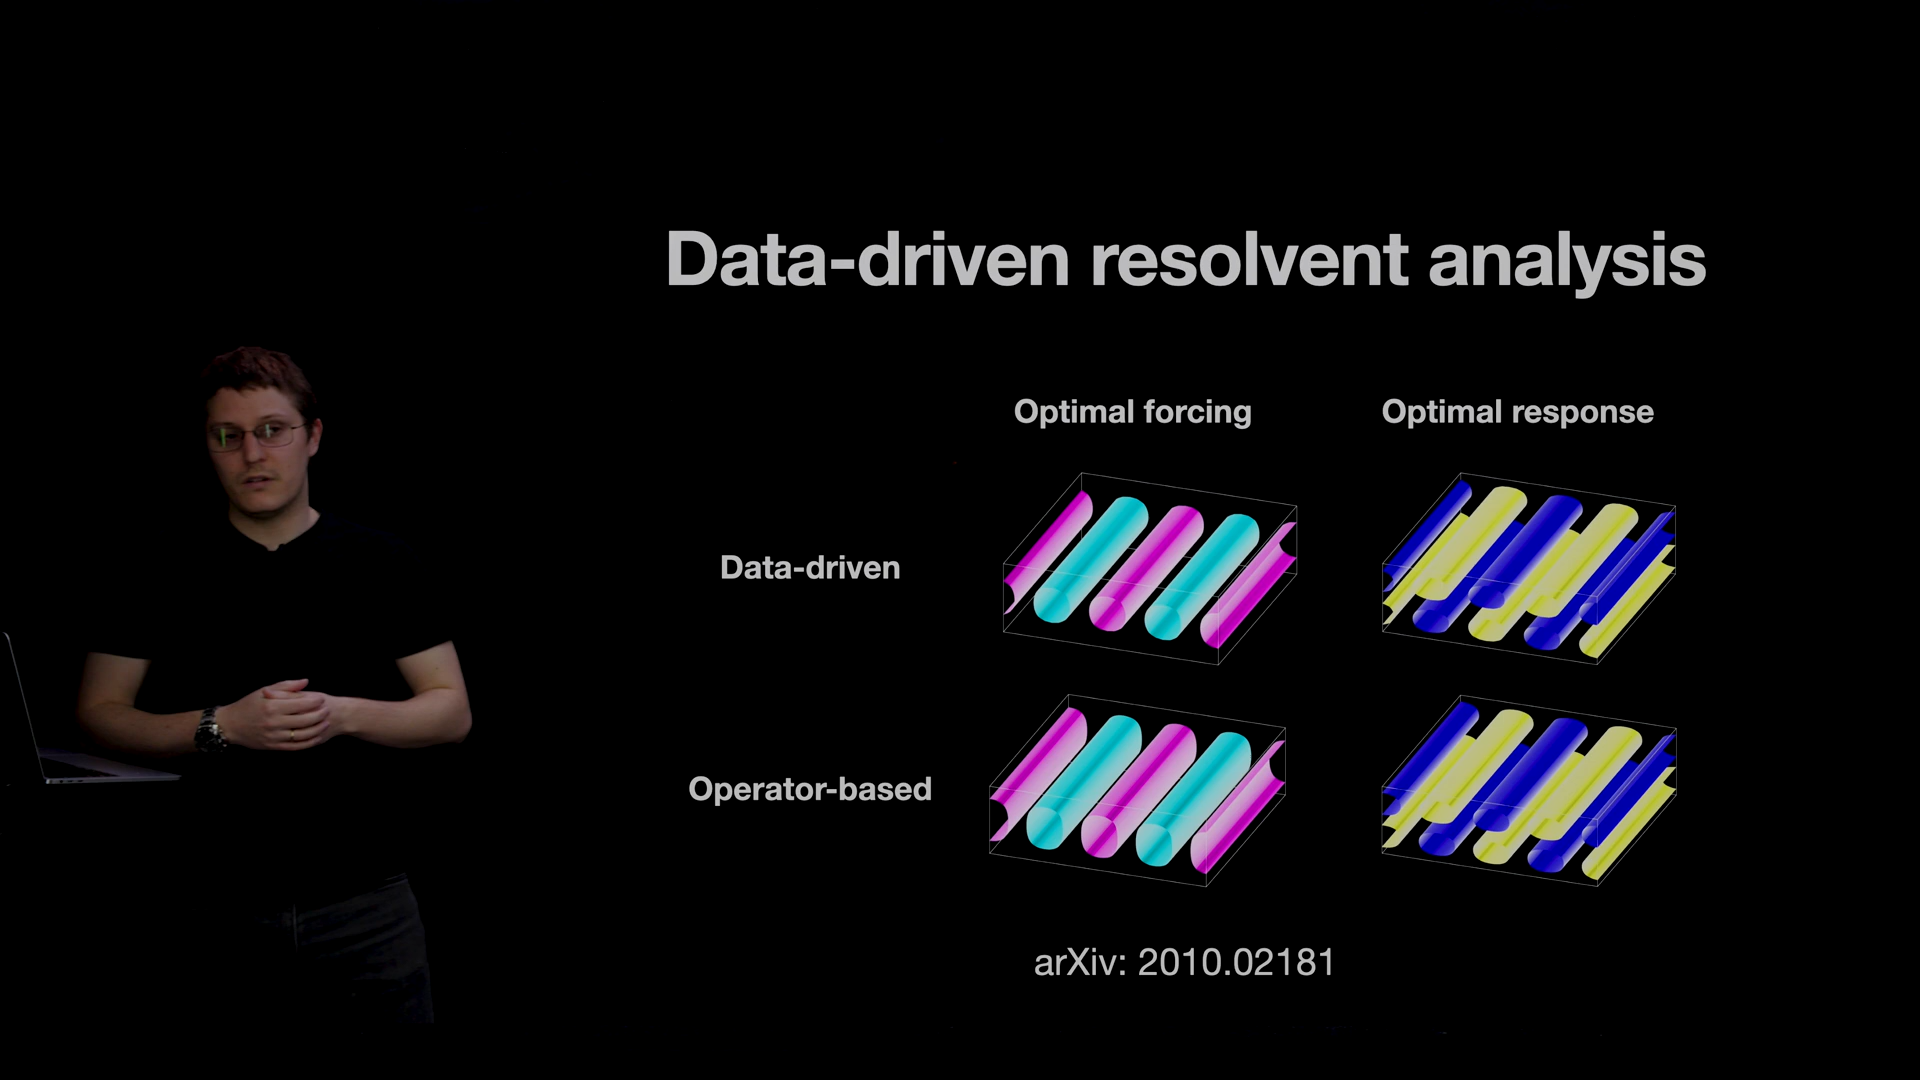 Data-driven resolvent analysis
Optimal forcing Optimal response
Data-driven
Operator-based
arXiv: 2010.02181